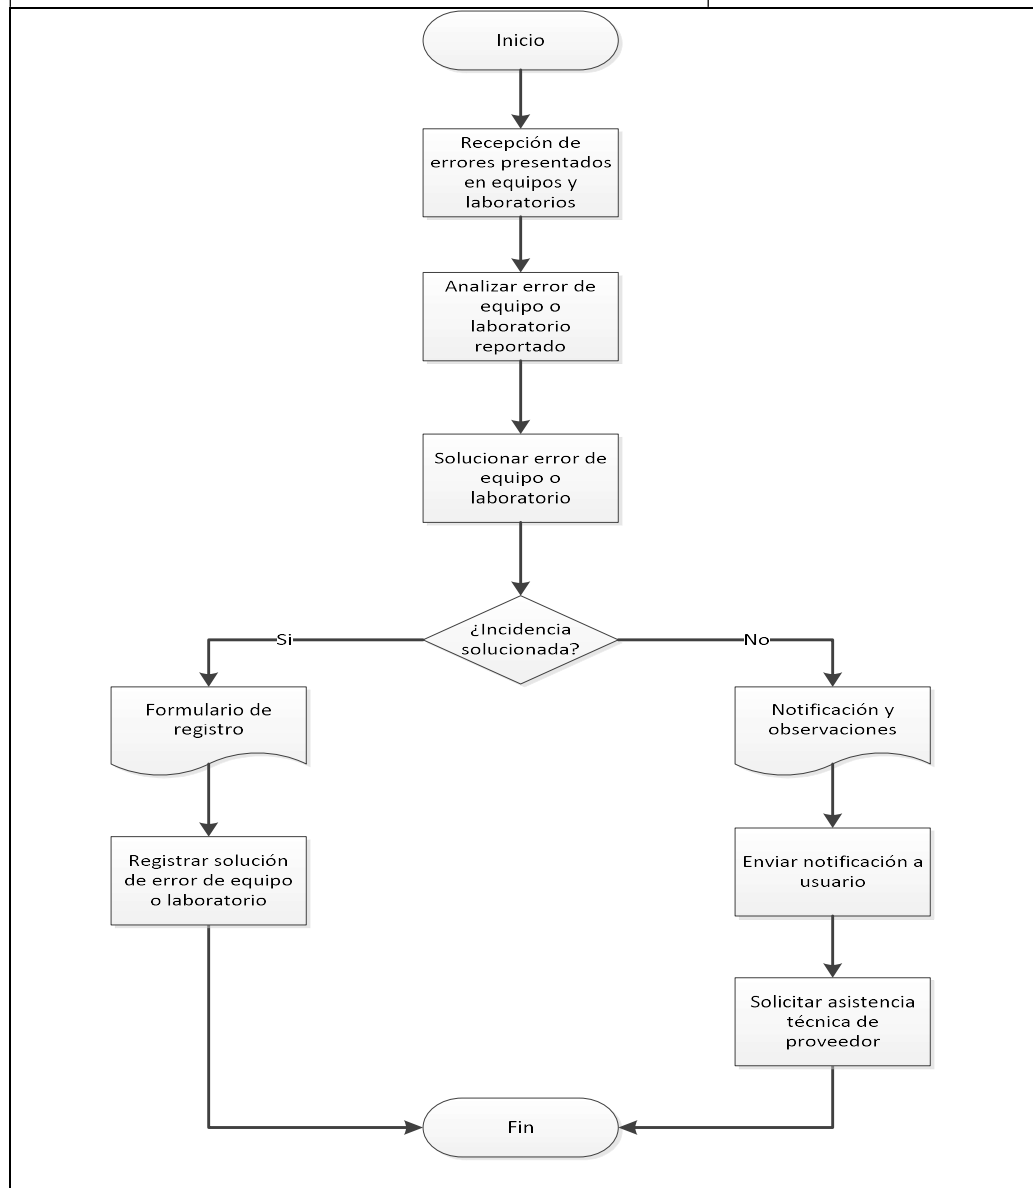 Inicio
Recepción de
errores presentados
en equipos y
laboratorios
Analizar error de
equipo o
laboratorio
reportado
Solucionar error de
equipo o
laboratorio
¿Incidencia
solucionada?
Si
No
Formulario de
registro
Notificación y
observaciones
Registrar solución
de error de equipo
o laboratorio
Enviar notificación a
usuario
Solicitar asistencia
técnica de
proveedor
Fin